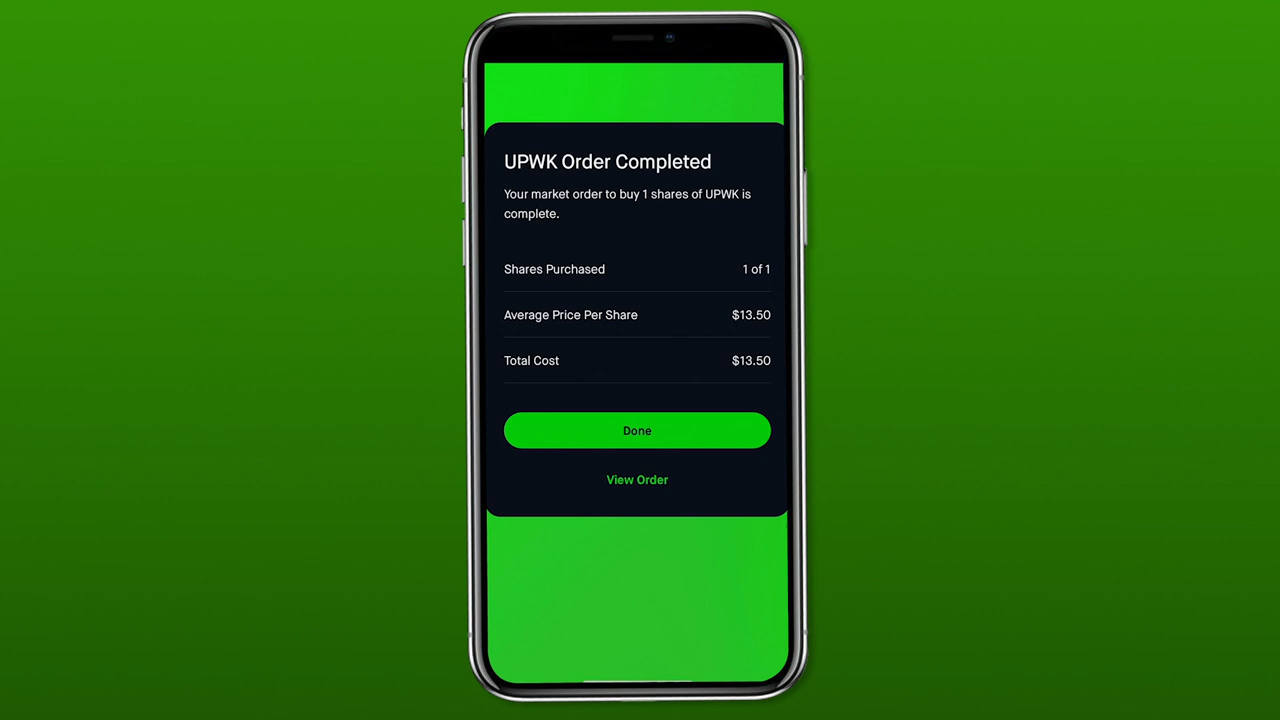 UPWK Order Completed
Your market order to buy 1 shares of UPWK is
complete.
Shares Purchased 1 of 1
Average Price Per Share $13.50
Total Cost $13.50
Done
View Order